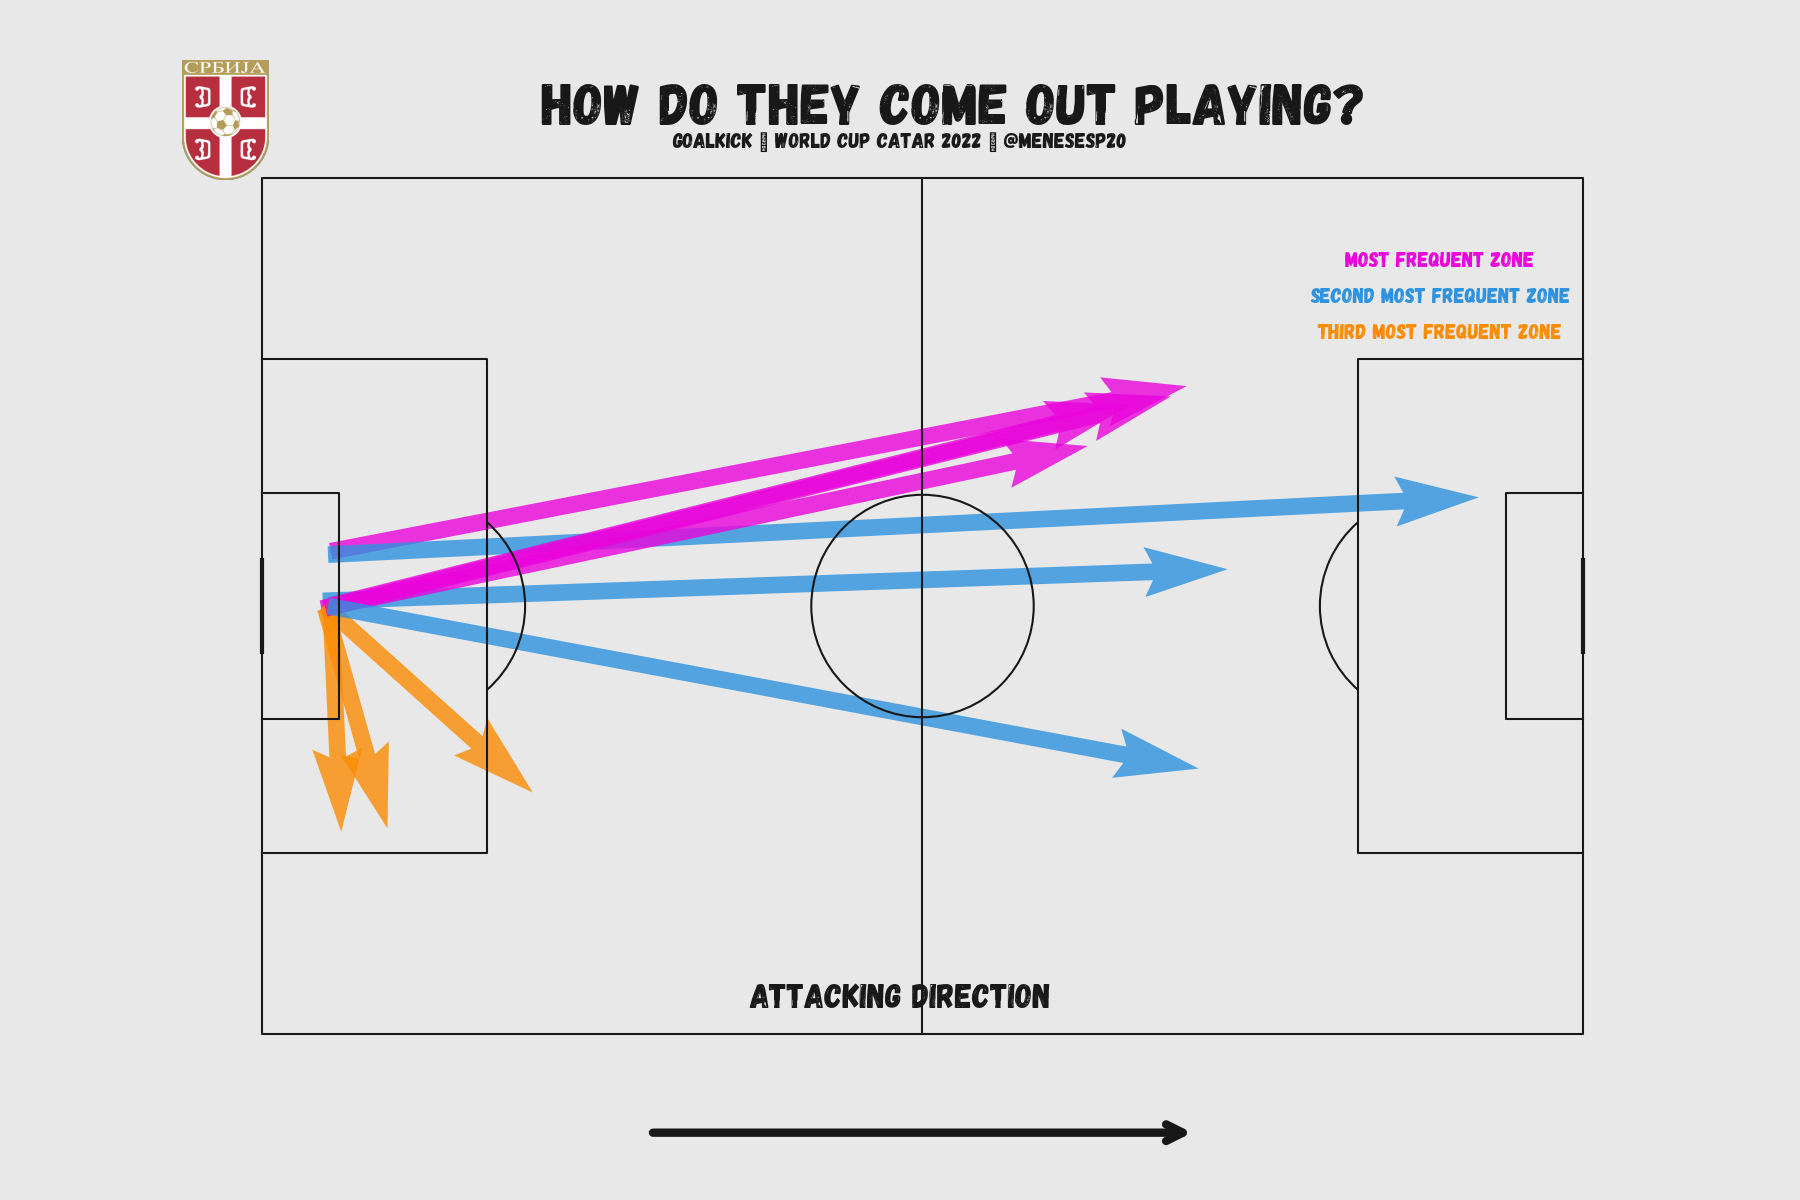 СРБИЈА
HOW DO THEY COME OUT PLAYING?
GOALKICK ▯ WORLD CUP CATAR 2022 ▯ @MENESESP20
MOST FREQUENT ZONE
SECOND MOST FREQUENT ZONE
THIRD MOST FREQUENT ZONE
ATTACKING DIRECTION